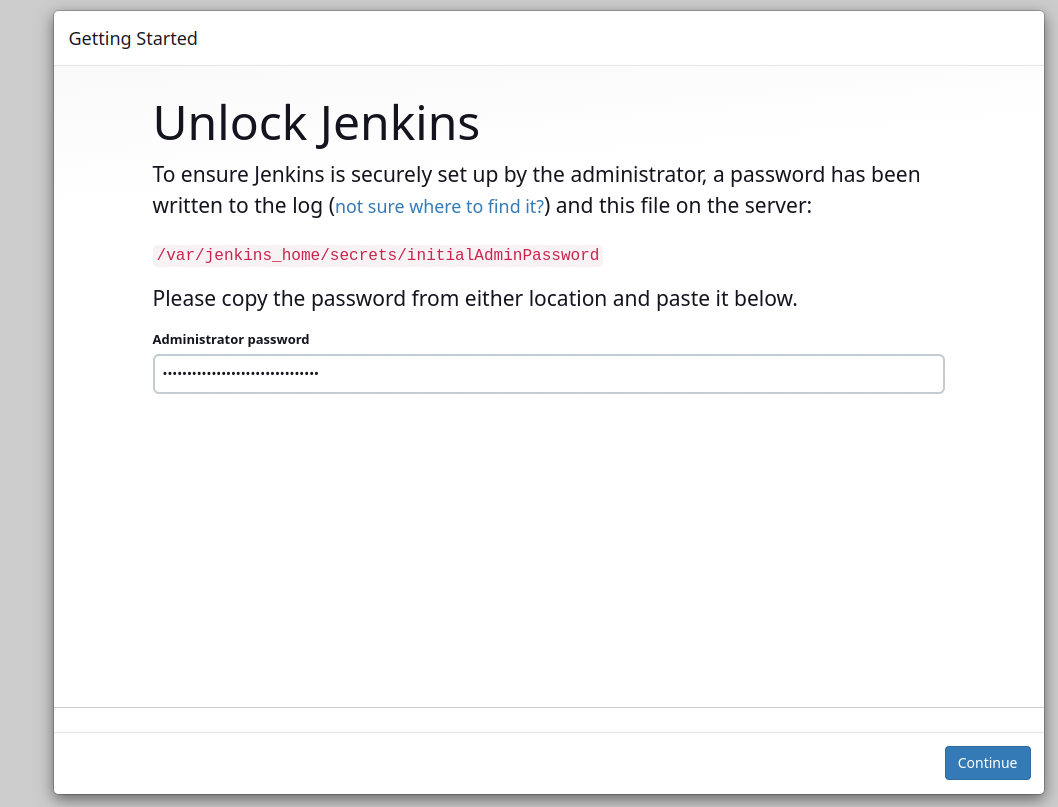 Getting Started
Unlock Jenkins
To ensure Jenkins is securely set up by the administrator, a password has been
written to the log (not sure where to find it?) and this file on the server:
/var/jenkins_home/secrets/initialAdminPassword
Please copy the password from either location and paste it below.
Administrator password
••••••••••••••••••••••••••••••••
Continue